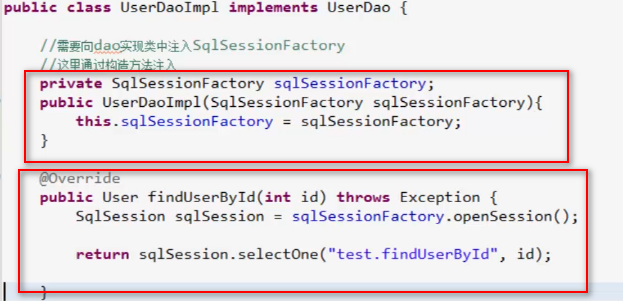 public class UserDaoImpl implements UserDao {
//需要向dao实现类中注入SqlSessionFactory
//这里通过构造方法注入
private SqlSessionFactory sqlSessionFactory;
public UserDaoImpl(SqlSessionFactory sqlSessionFactory){
this.sqlSessionFactory = sqlSessionFactory;
}
@Override
public User findUserById(int id) throws Exception {
SqlSession sqlSession = sqlSessionFactory.openSession();
return sqlSession.selectOne("test.findUserById", id);
}